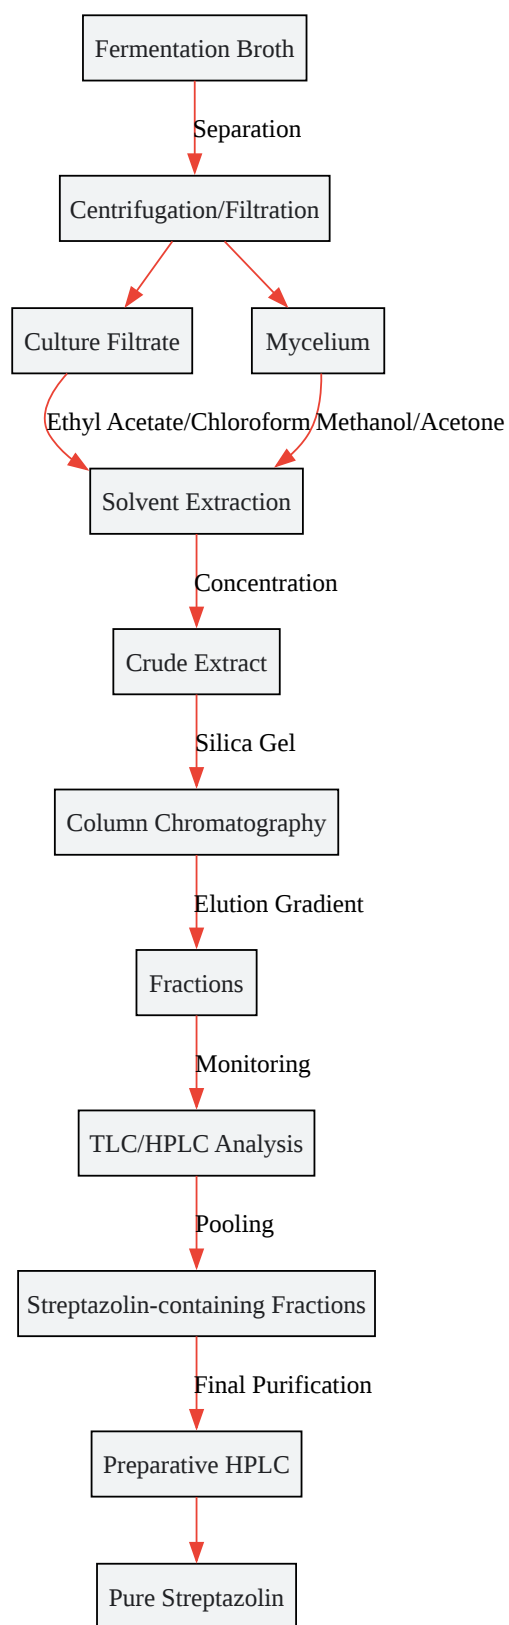 Fermentation Broth
Separation
Centrifugation/Filtration
Culture Filtrate
Mycelium
Ethyl Acetate/Chloroform
Methanol/Acetone
Solvent Extraction
Concentration
Crude Extract
Silica Gel
Column Chromatography
Elution Gradient
Fractions
Monitoring
TLC/HPLC Analysis
Pooling
Streptazolin-containing Fractions
Final Purification
Preparative HPLC
Pure Streptazolin